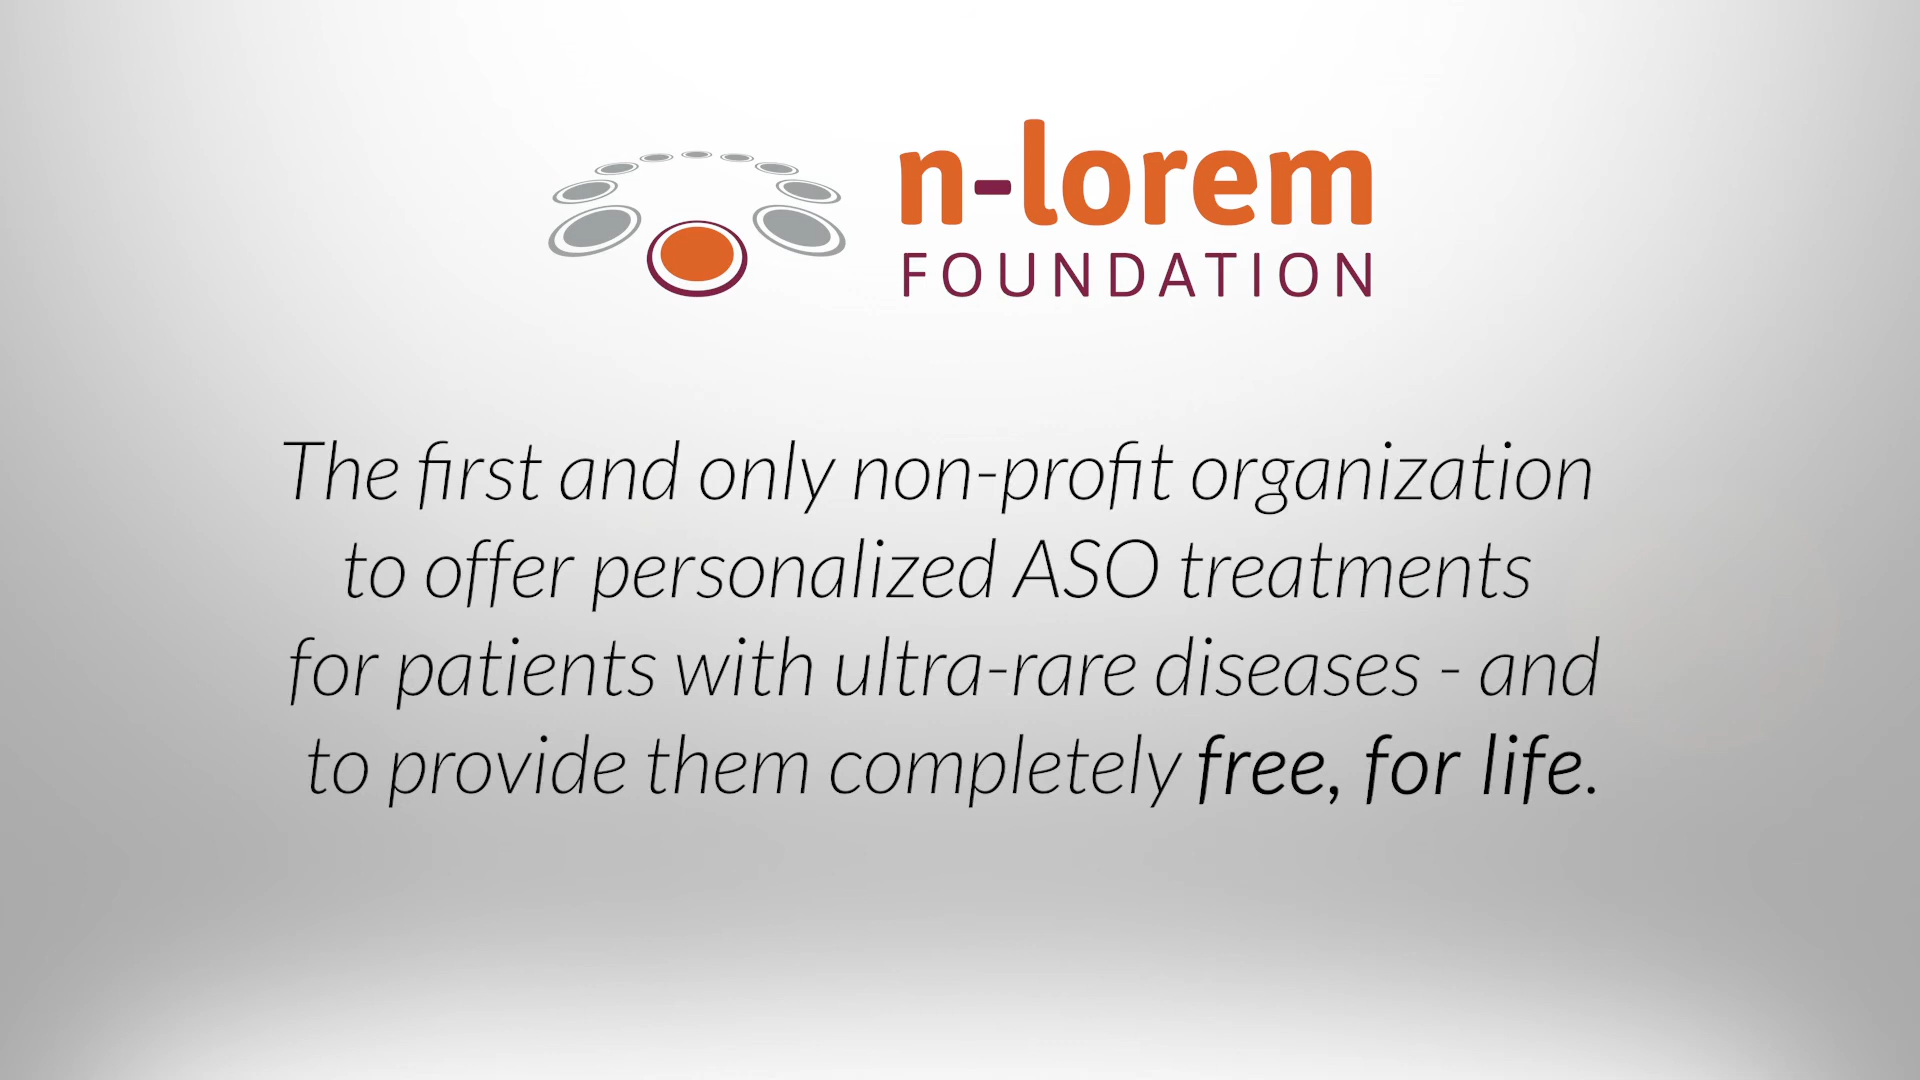 n-lorem
FOUNDATION
The first and only non-profit organization
to offer personalized ASO treatments
for patients with ultra-rare diseases - and
to provide them completely free, for life.